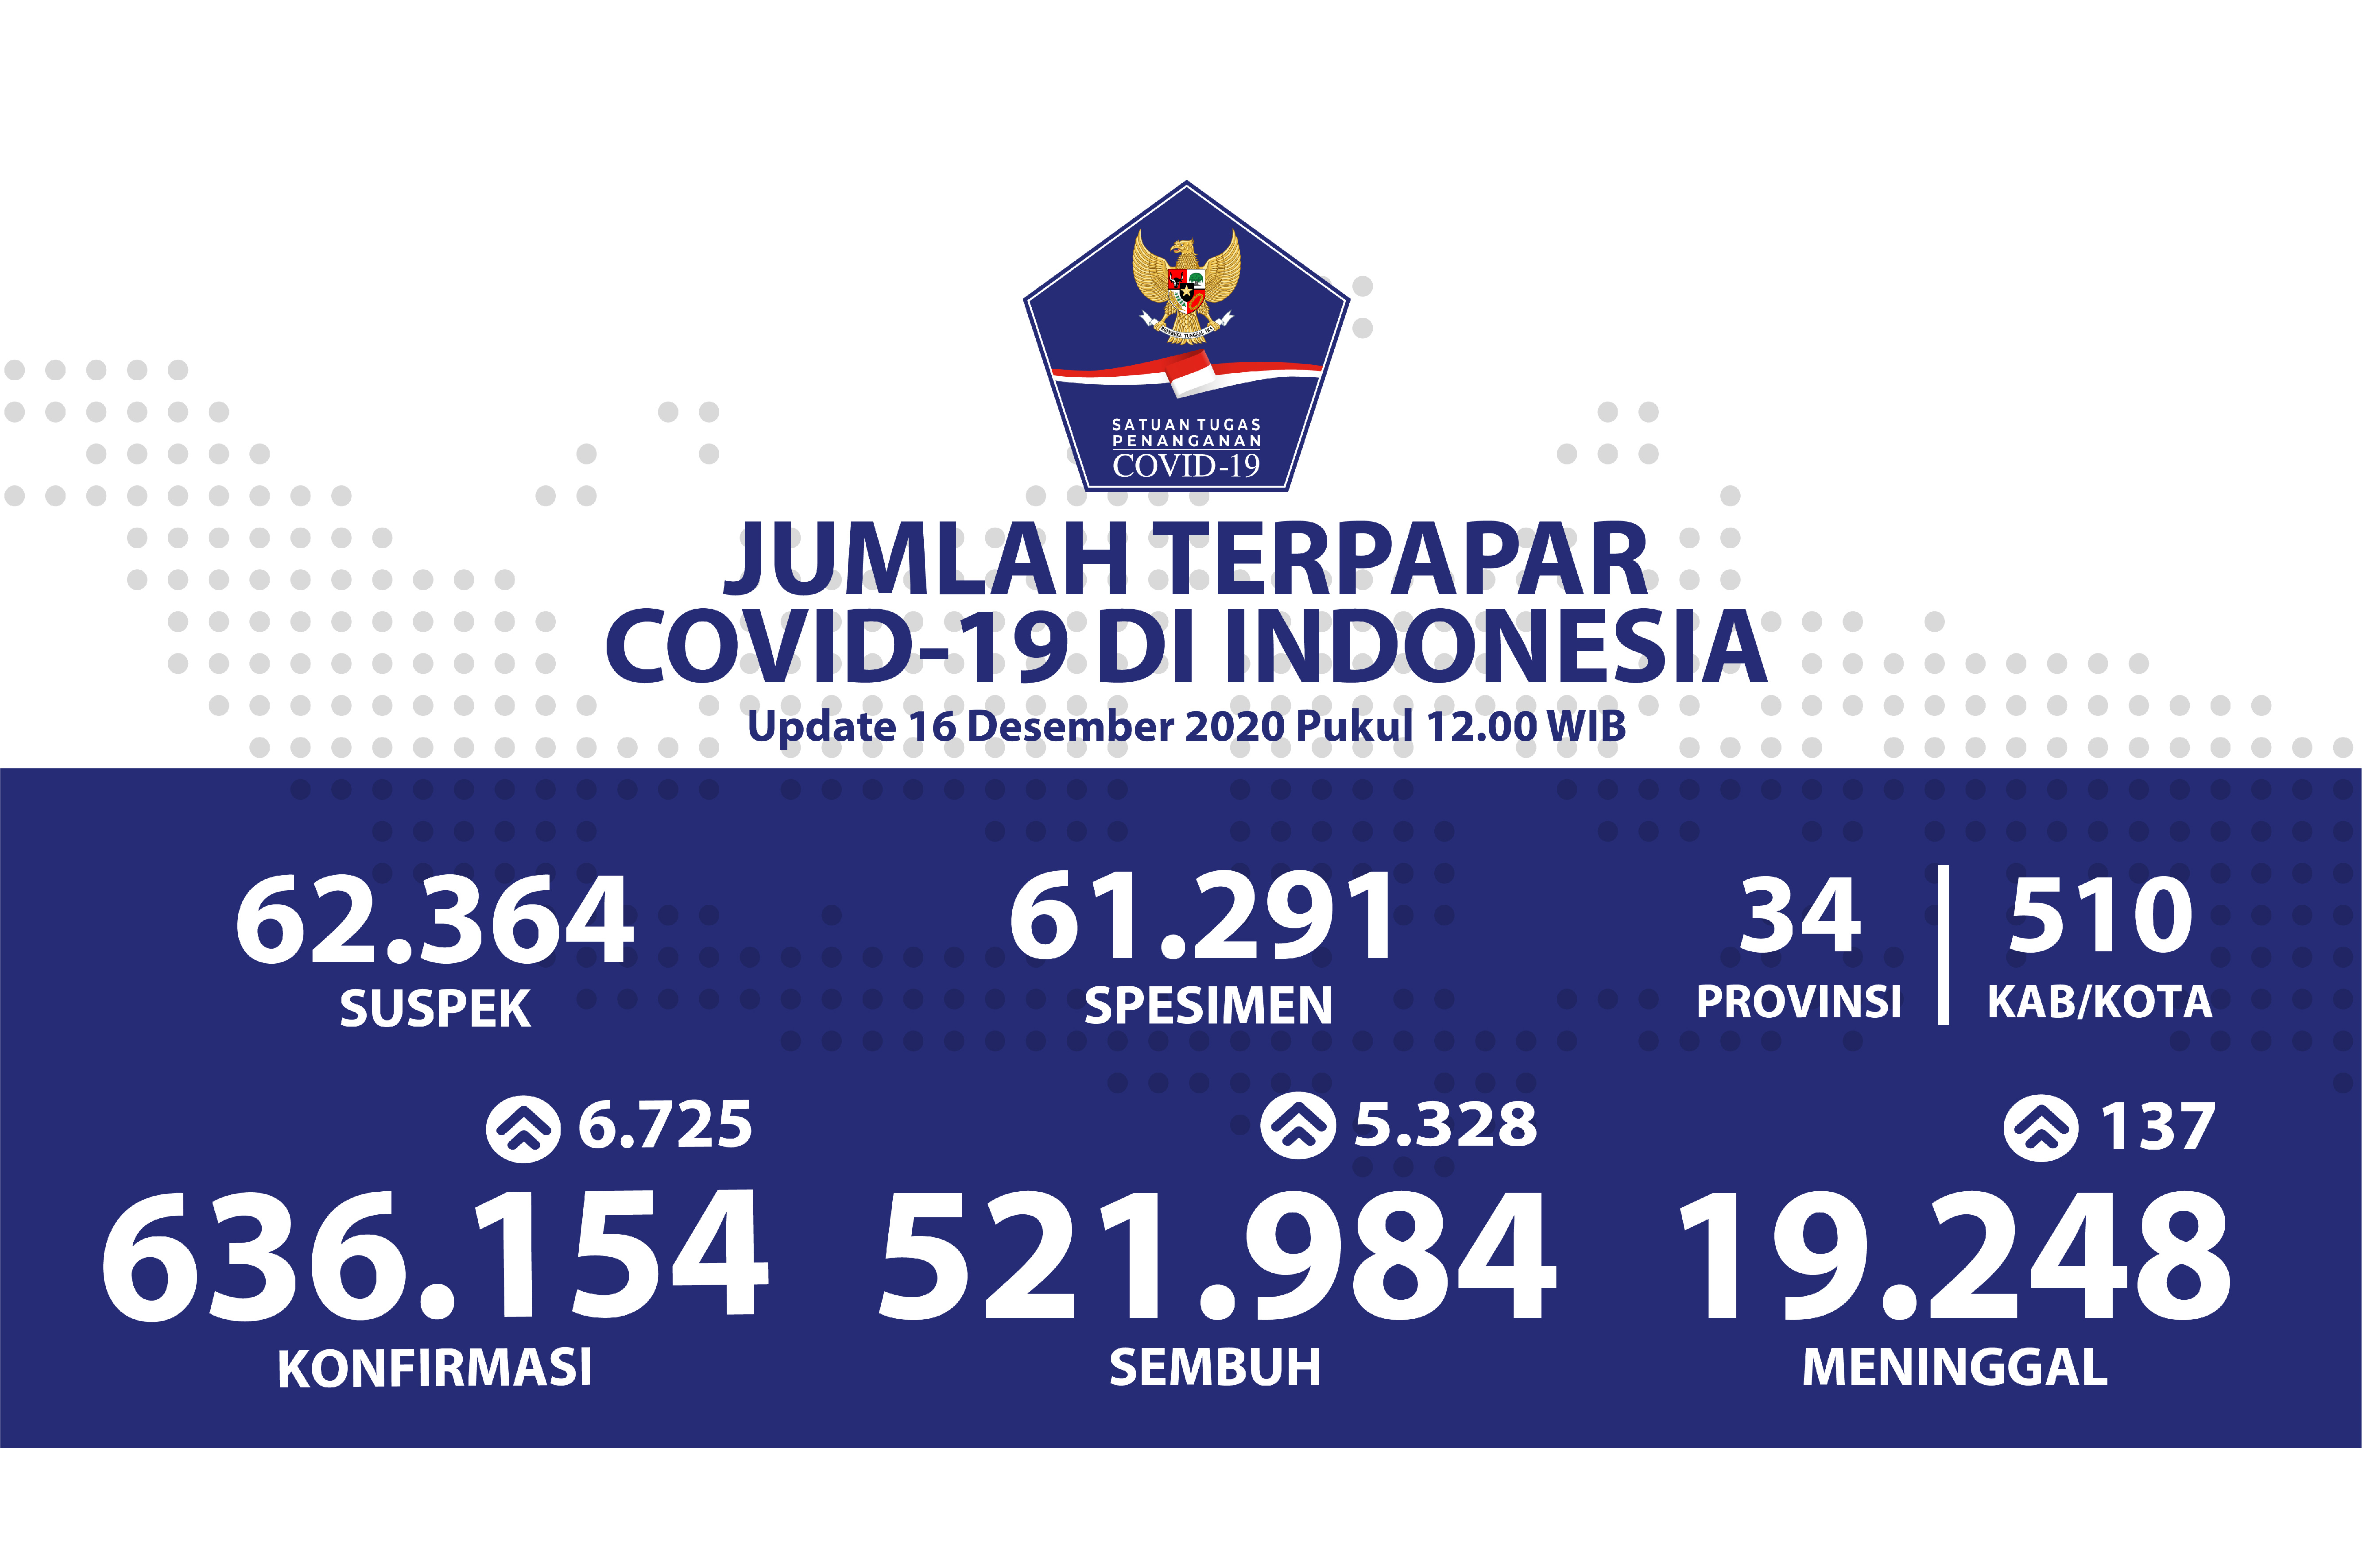 SATUAN TUGAS
PENANGANAN
COVID-19
JUMLAH TERPAPAR
COVID-19 DI INDONESIA
Update 16 Desember 2020 Pukul 12.00 WIB
62.364
SUSPEK
61.291
SPESIMEN
34
PROVINSI
510
KAB/KOTA
6.725
636.154
KONFIRMASI
5.328
521.984
SEMBUH
137
19.248
MENINGGAL